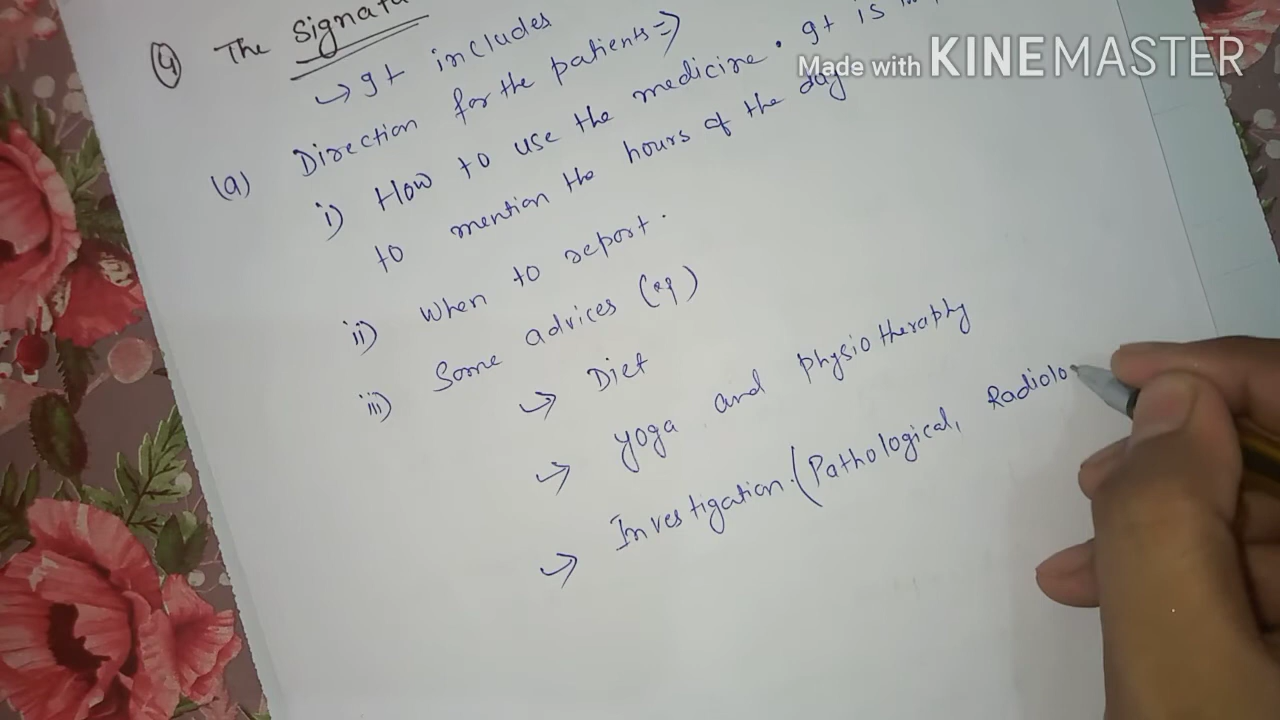 (4) The Signatu
→ It includes
(a) Direction for the patients ⇒
i) How to use the medicine. It is
to mention the hours of the day
ii) When to report.
iii) Some advices (eg)
→ Diet
→ yoga and physiotheraphy
→ Investigation. (Pathological, Radiolo
Made with KINEMASTER